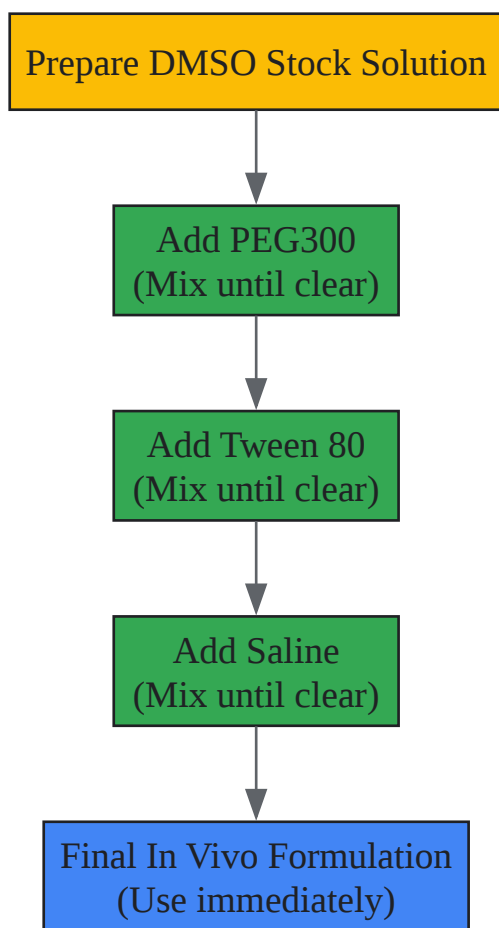 Prepare DMSO Stock Solution
Add PEG300
(Mix until clear)
Add Tween 80
(Mix until clear)
Add Saline
(Mix until clear)
Final In Vivo Formulation
(Use immediately)